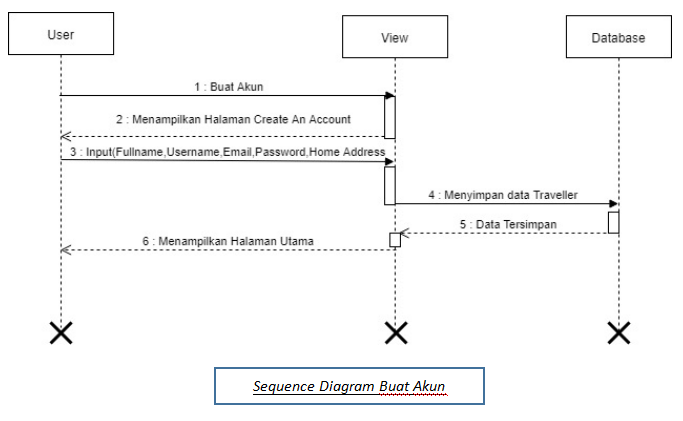 User
View
Database
1 : Buat Akun
2 : Menampilkan Halaman Create An Account
3 : Input(Fullname,Username,Email,Password,Home Address
4 : Menyimpan data Traveller
5 : Data Tersimpan
6 : Menampilkan Halaman Utama
Sequence Diagram Buat Akun